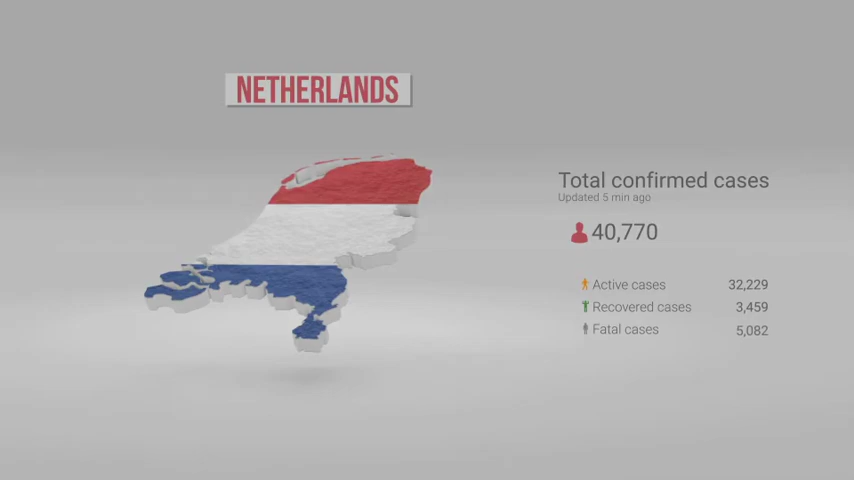 NETHERLANDS
Total confirmed cases
Updated 5 min ago
40,770
Active cases 32,229
Recovered cases 3,459
Fatal cases 5,082